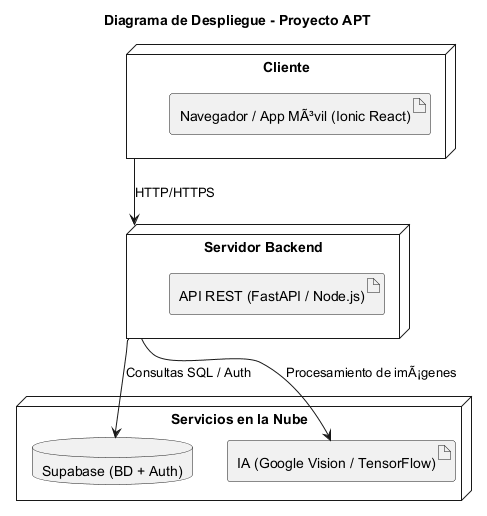 Diagrama de Despliegue - Proyecto APT
Cliente
Navegador / App MÃ³vil (Ionic React)
HTTP/HTTPS
Servidor Backend
API REST (FastAPI / Node.js)
Consultas SQL / Auth
Procesamiento de imÃ¡genes
Servicios en la Nube
Supabase (BD + Auth)
IA (Google Vision / TensorFlow)